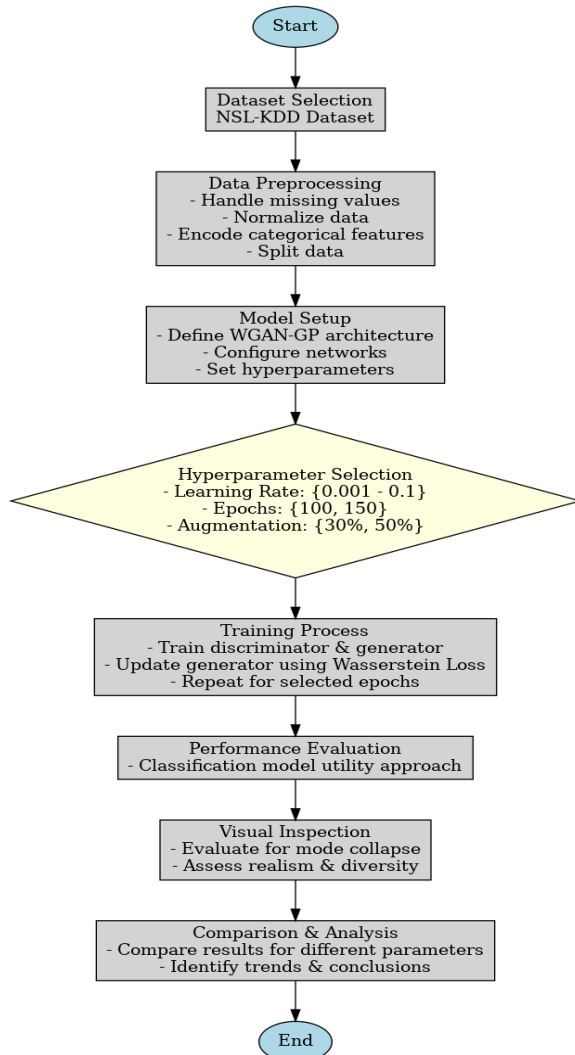 Start
Dataset Selection
NSL-KDD Dataset
Data Preprocessing
- Handle missing values
- Normalize data
- Encode categorical features
- Split data
Model Setup
- Define WGAN-GP architecture
- Configure networks
- Set hyperparameters
Hyperparameter Selection
- Learning Rate: {0.001 - 0.1}
- Epochs: {100, 150}
- Augmentation: {30%, 50%}
Training Process
- Train discriminator & generator
- Update generator using Wasserstein Loss
- Repeat for selected epochs
Performance Evaluation
- Classification model utility approach
Visual Inspection
- Evaluate for mode collapse
- Assess realism & diversity
Comparison & Analysis
- Compare results for different parameters
- Identify trends & conclusions
End